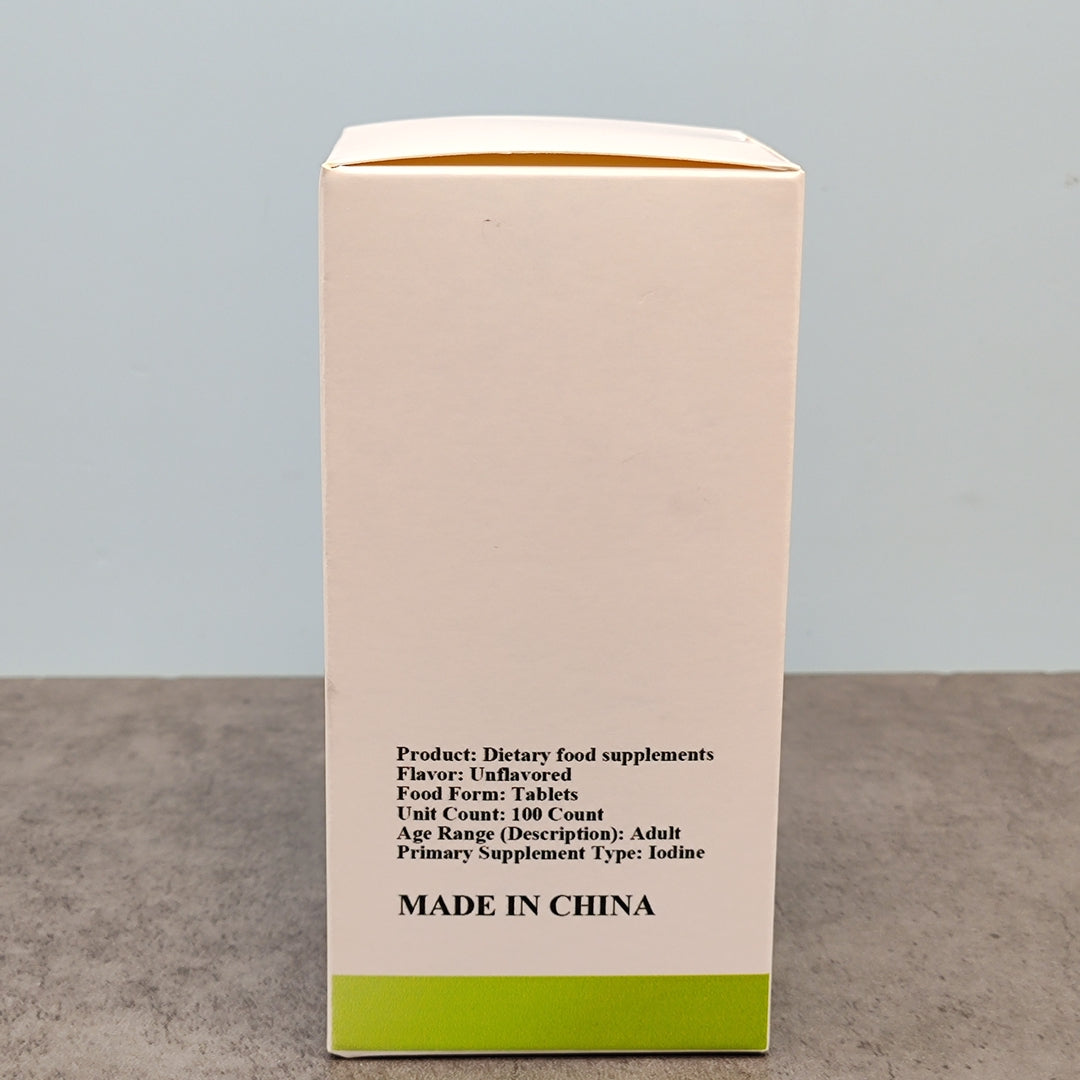 Product: Dietary food supplements
Flavor: Unflavored
Food Form: Tablets
Unit Count: 100 Count
Age Range (Description): Adult
Primary Supplement Type: Iodine
MADE IN CHINA